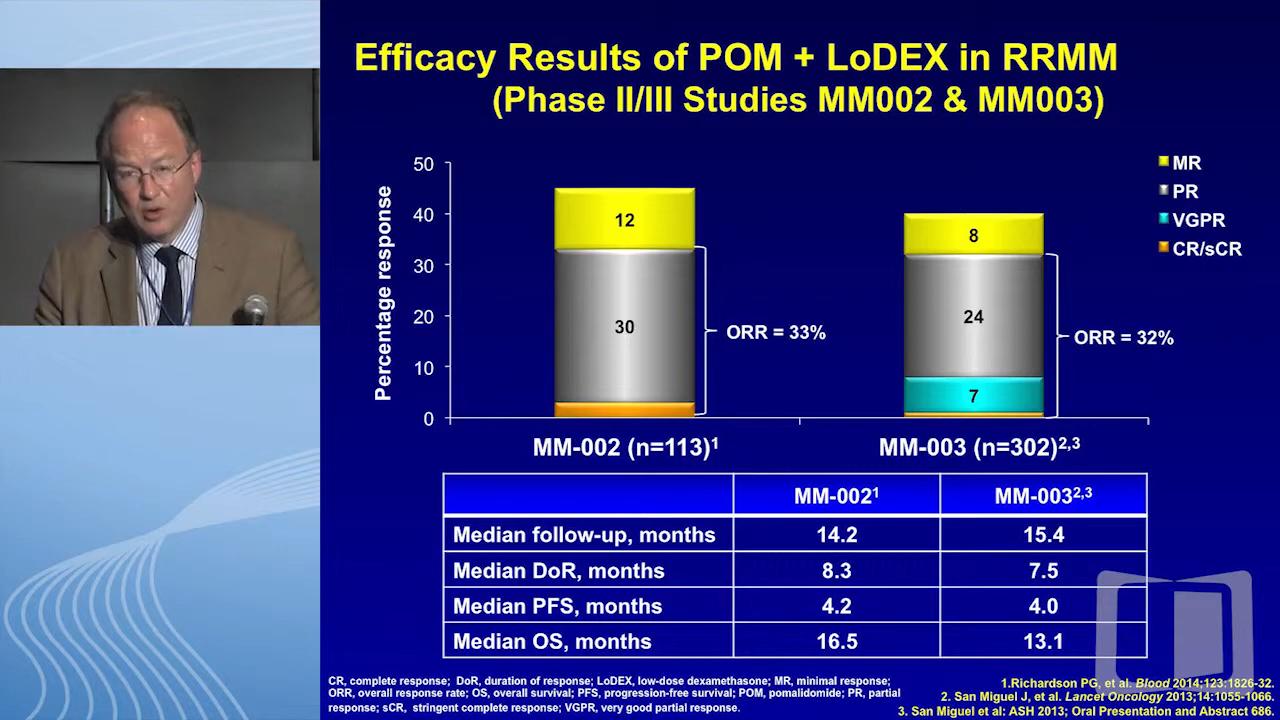 Efficacy Results of POM + LoDEX in RRMM
(Phase II/III Studies MM002 & MM003)
Percentage response
50
40
30
20
10
0
12
30
ORR = 33%
8
24
7
ORR = 32%
MR
PR
VGPR
CR/sCR
MM-002 (n=113)1
MM-003 (n=302)2,3
MM-0021 MM-0032,3
Median follow-up, months 14.2 15.4
Median DoR, months 8.3 7.5
Median PFS, months 4.2 4.0
Median OS, months 16.5 13.1
CR, complete response; DoR, duration of response; LoDEX, low-dose dexamethasone; MR, minimal response;
ORR, overall response rate; OS, overall survival; PFS, progression-free survival; POM, pomalidomide; PR, partial
response; sCR, stringent complete response; VGPR, very good partial response.
1.Richardson PG, et al. Blood 2014;123:1826-32.
2. San Miguel J, et al. Lancet Oncology 2013;14:1055-1066.
3. San Miguel et al: ASH 2013; Oral Presentation and Abstract 686.